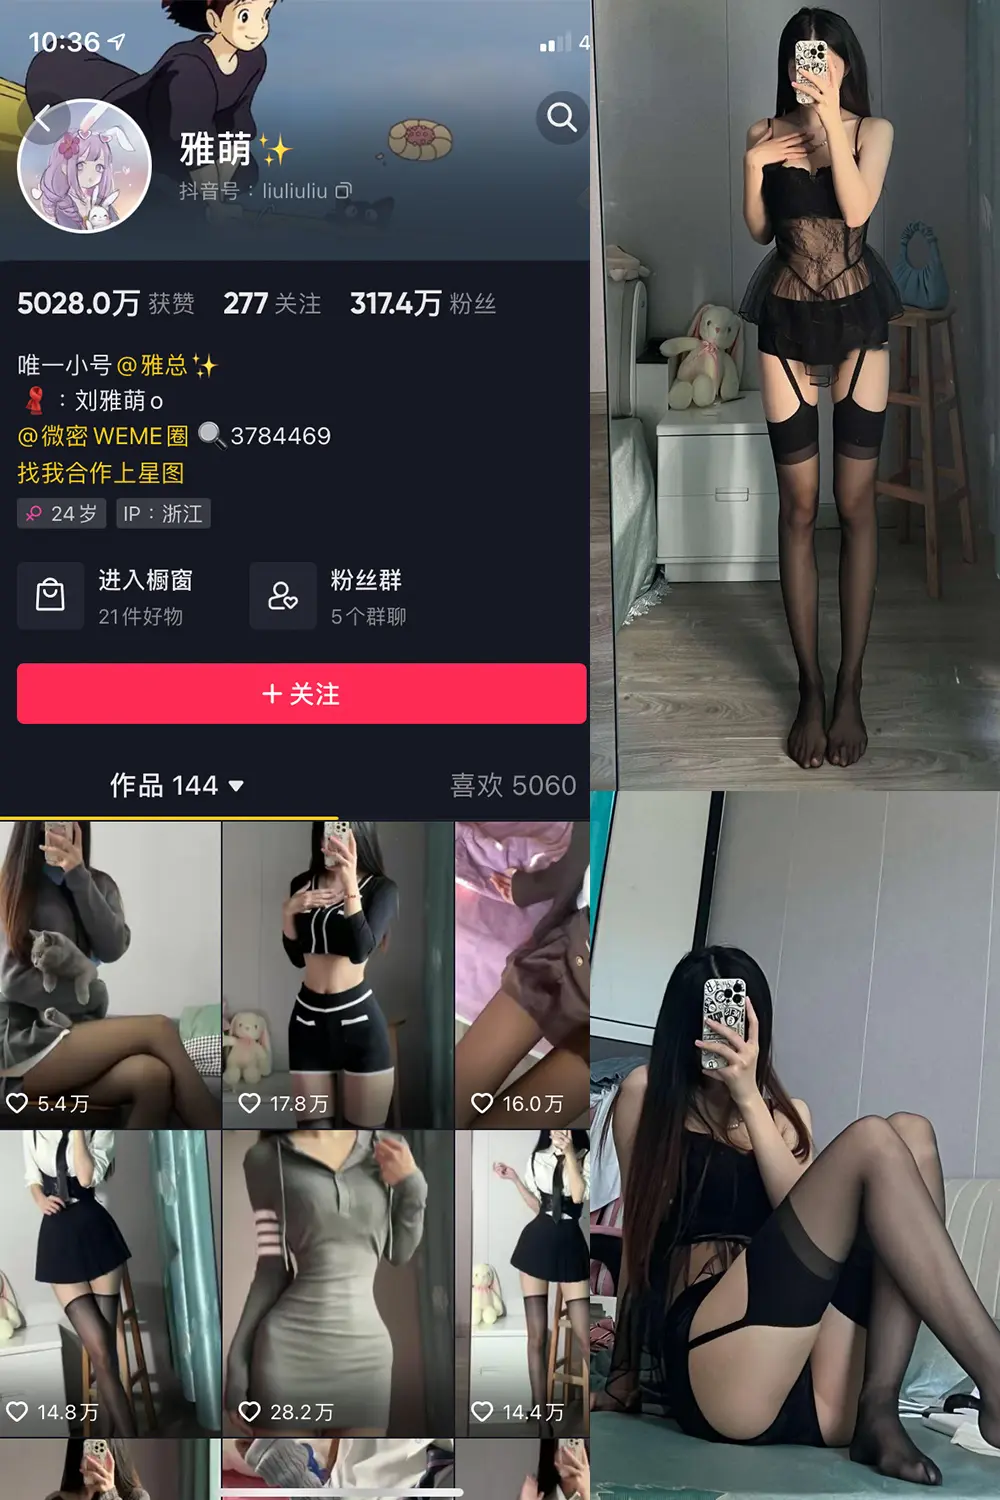 10:36
4
雅萌✨
抖音号：liuliuliu
5028.0万 获赞 277 关注 317.4万 粉丝
唯一小号@雅总✨
🧣：刘雅萌o
@微密WEME圈 🔍3784469
找我合作上星图
♀ 24岁 IP：浙江
进入橱窗 粉丝群
21件好物 5个群聊
+ 关注
作品 144 ▼ 喜欢 5060
5.4万 17.8万 16.0万
14.8万 28.2万 14.4万